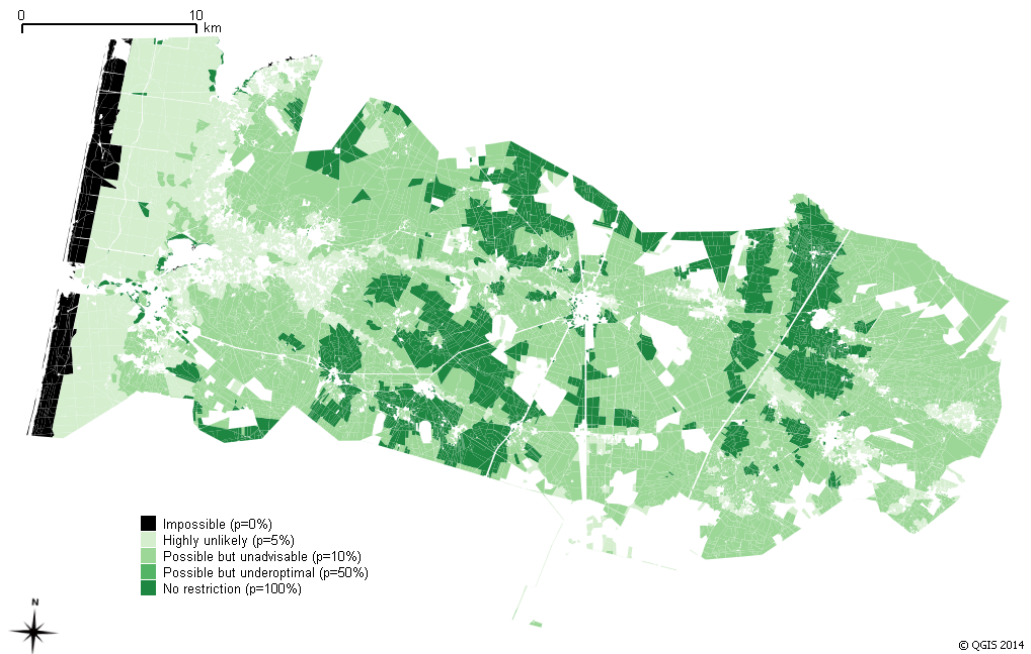 0 10
km
Impossible (p=0%)
Highly unlikely (p=5%)
Possible but unadvisable (p=10%)
Possible but underoptimal (p=50%)
No restriction (p=100%)
N
© QGIS 2014